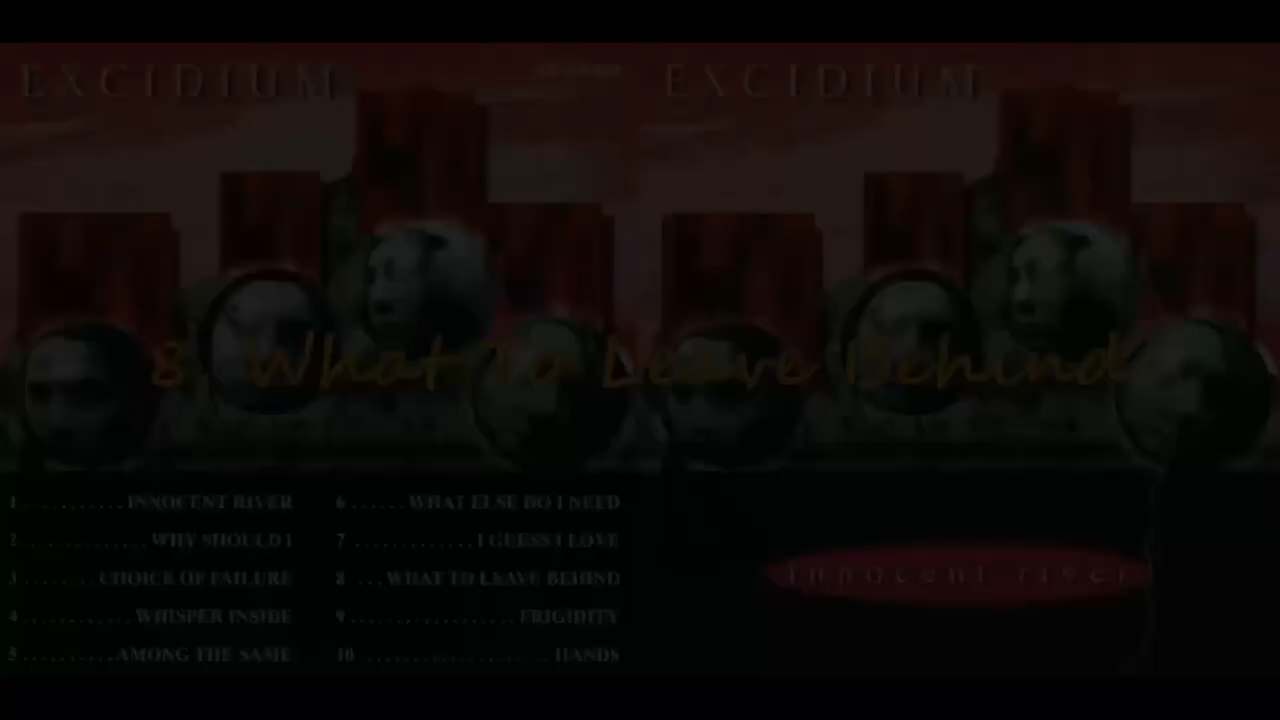 EXCIDIUM
EXCIDIUM
8, What To Leave Behind
1 ........... INNOCENT RIVER
2 ............. WHY SHOULD I
3 ........ CHOICE OF FAILURE
4 ............ WHISPER INSIDE
5 .......... AMONG THE SAME
6 ...... WHAT ELSE DO I NEED
7 ............. I GUESS I LOVE
8 ... WHAT TO LEAVE BEHIND
9 .................. FRIGIDITY
10 .................... HANDS
innocent river